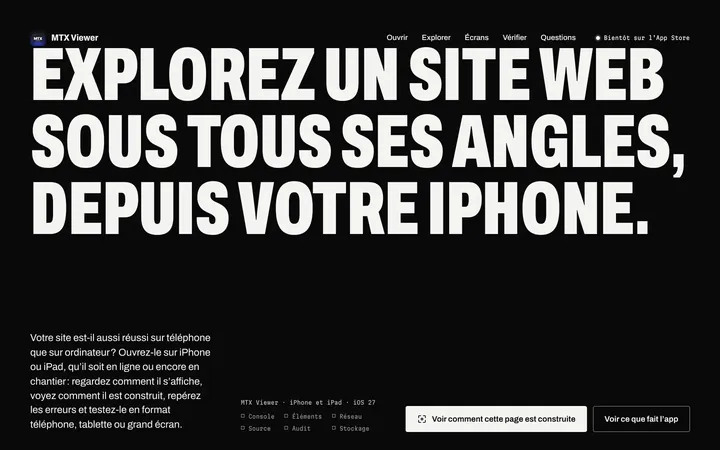 MTX Viewer
Ouvrir Explorer Écrans Vérifier Questions Bientôt sur l'App Store
EXPLOREZ UN SITE WEB
SOUS TOUS SES ANGLES,
DEPUIS VOTRE IPHONE.
Votre site est-il aussi réussi sur téléphone
que sur ordinateur ? Ouvrez-le sur iPhone
ou iPad, qu’il soit en ligne ou encore en
chantier : regardez comment il s’affiche,
voyez comment il est construit, repérez
les erreurs et testez-le en format
téléphone, tablette ou grand écran.
MTX Viewer · iPhone et iPad · iOS 27
Console Éléments Réseau
Source Audit Stockage
Voir comment cette page est construite
Voir ce que fait l’app